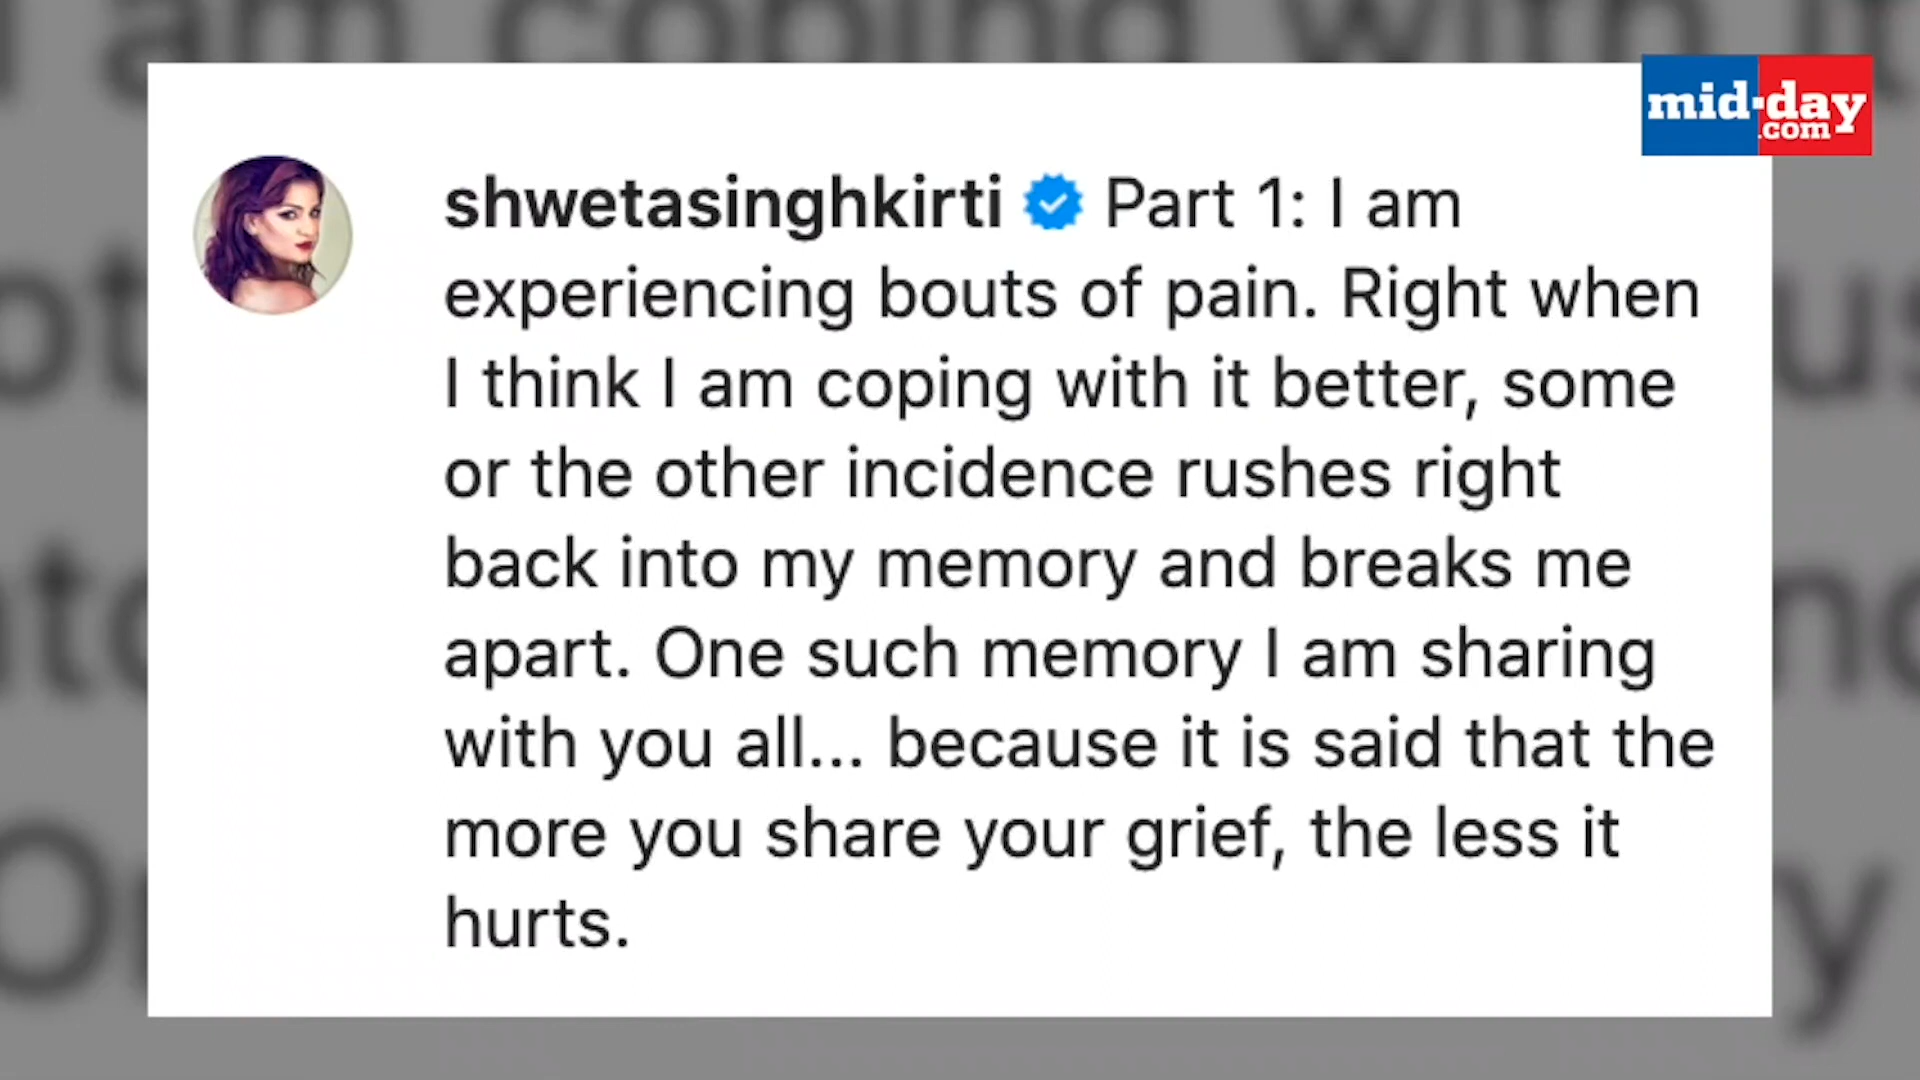 mid-day
.com
shwetasinghkirti Part 1: I am
experiencing bouts of pain. Right when
I think I am coping with it better, some
or the other incidence rushes right
back into my memory and breaks me
apart. One such memory I am sharing
with you all... because it is said that the
more you share your grief, the less it
hurts.